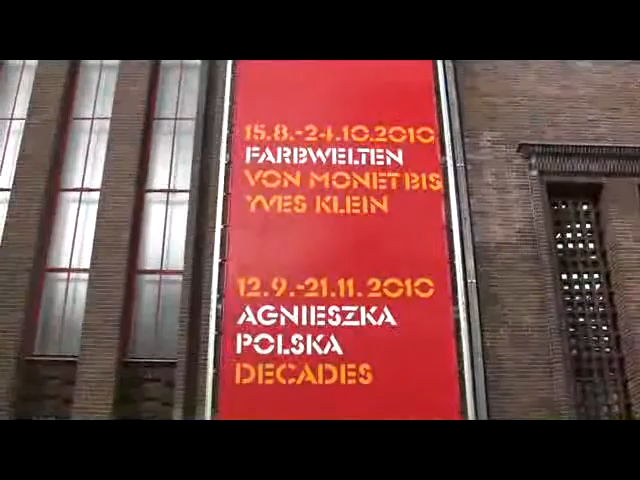 15.8.-24.10.2010
FARBWELTEN
VON MONET BIS
YVES KLEIN
12.9.-21.11.2010
AGNIESZKA
POLSKA
DECADES